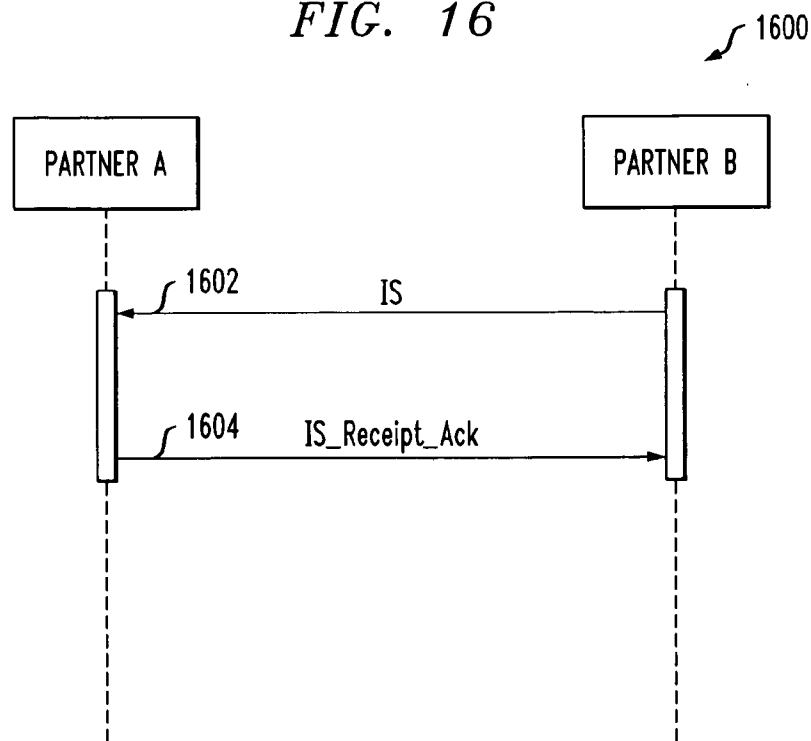 FIG. 16
1600
PARTNER A
PARTNER B
1602
IS
1604
IS_Receipt_Ack